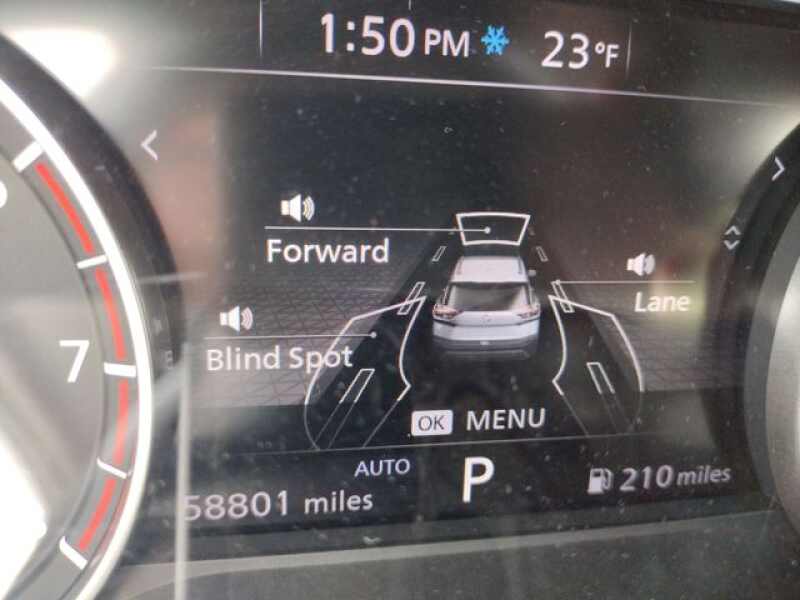 1:50 PM 23°F
Forward
Lane
Blind Spot
7
OK MENU
AUTO P
58801 miles 210 miles